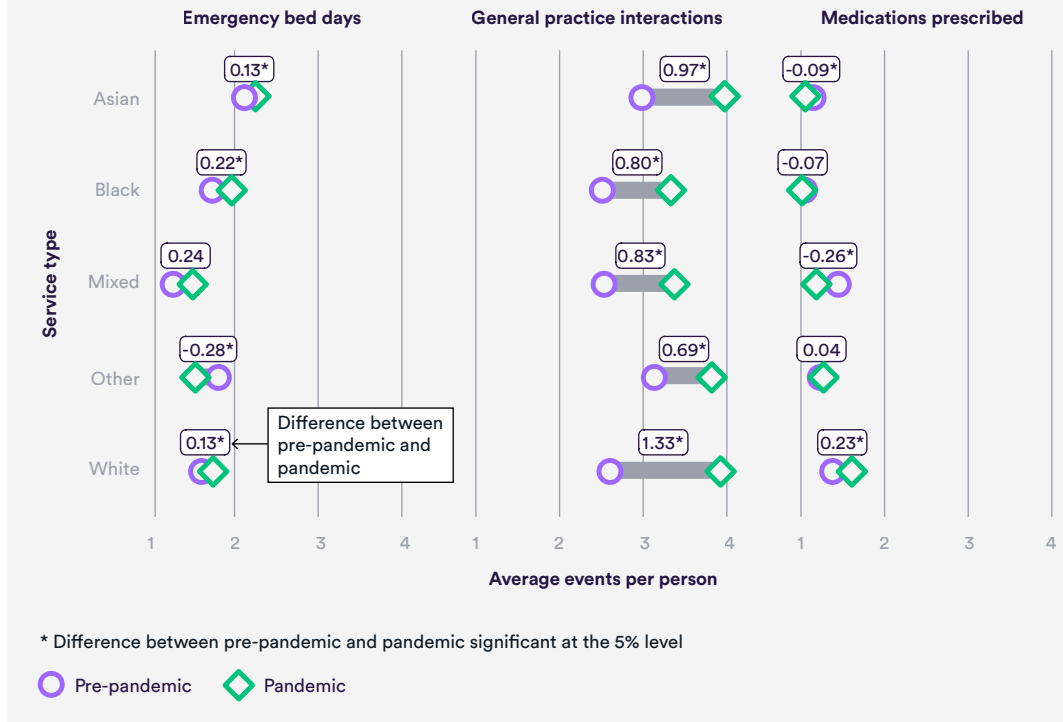 Emergency bed days
General practice interactions
Medications prescribed
Service type
Asian
0.13*
0.97*
-0.09*
Black
0.22*
0.80*
-0.07
Mixed
0.24
0.83*
-0.26*
Other
-0.28*
0.69*
0.04
White
0.13*
Difference between
pre-pandemic and
pandemic
1.33*
0.23*
1 2 3 4
1 2 3 4
1 2 3 4
Average events per person
* Difference between pre-pandemic and pandemic significant at the 5% level
Pre-pandemic
Pandemic